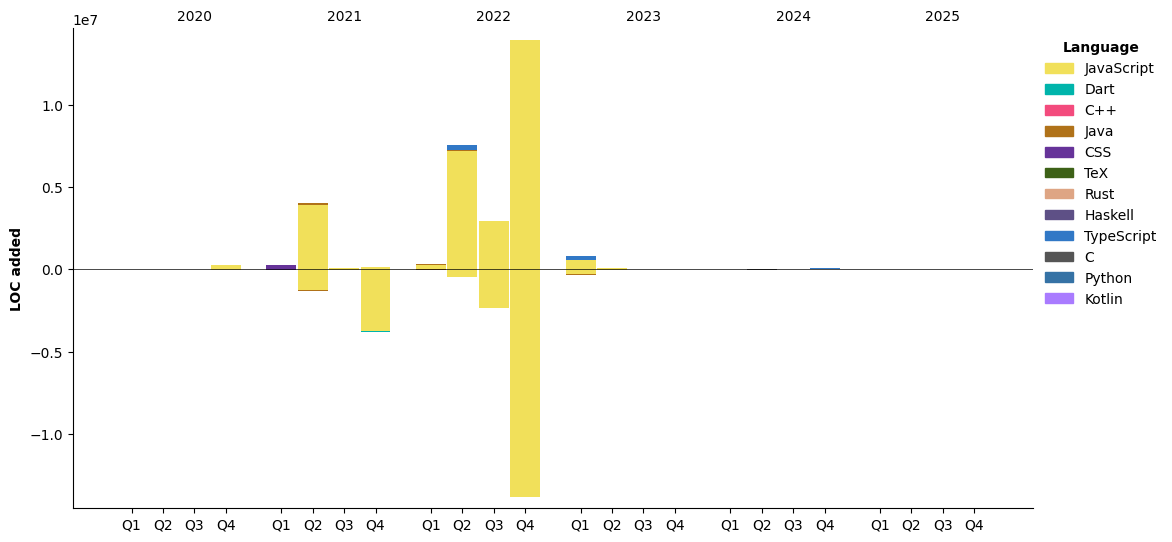 2020 2021 2022 2023 2024 2025
1e7
Language
JavaScript
Dart
C++
Java
CSS
TeX
Rust
Haskell
TypeScript
C
Python
Kotlin
LOC added
1.0
0.5
0.0
−0.5
−1.0
Q1 Q2 Q3 Q4 Q1 Q2 Q3 Q4 Q1 Q2 Q3 Q4 Q1 Q2 Q3 Q4 Q1 Q2 Q3 Q4 Q1 Q2 Q3 Q4